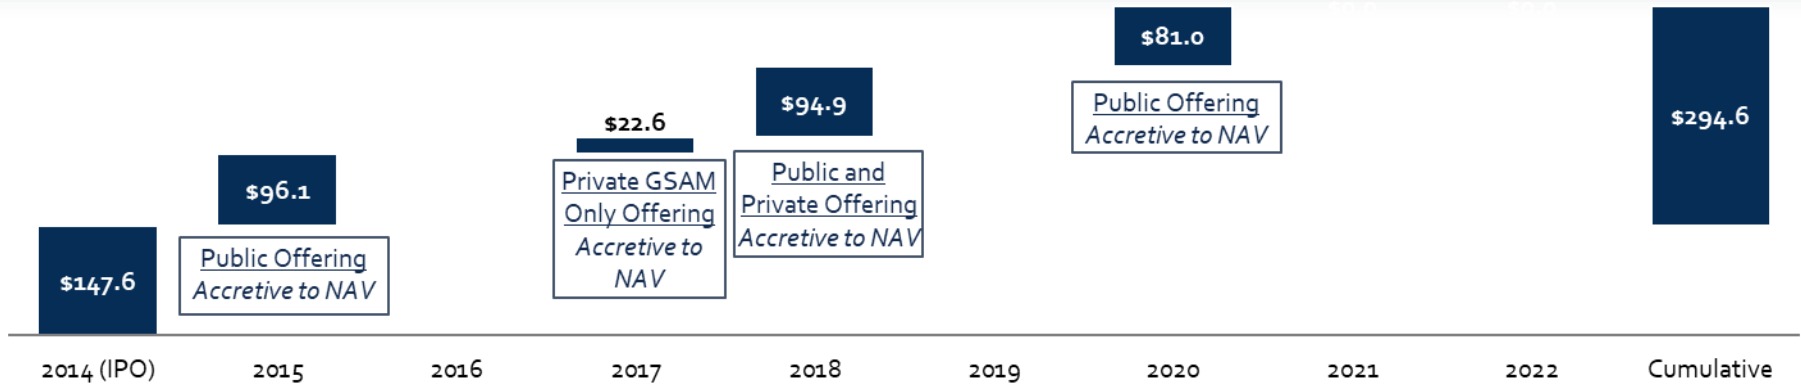 $147.6
$96.1
Public Offering
Accretive to NAV
$22.6
Private GSAM
Only Offering
Accretive to
NAV
$94.9
Public and
Private Offering
Accretive to NAV
$81.0
Public Offering
Accretive to NAV
$294.6
2014 (IPO)
2015
2016
2017
2018
2019
2020
2021
2022
Cumulative